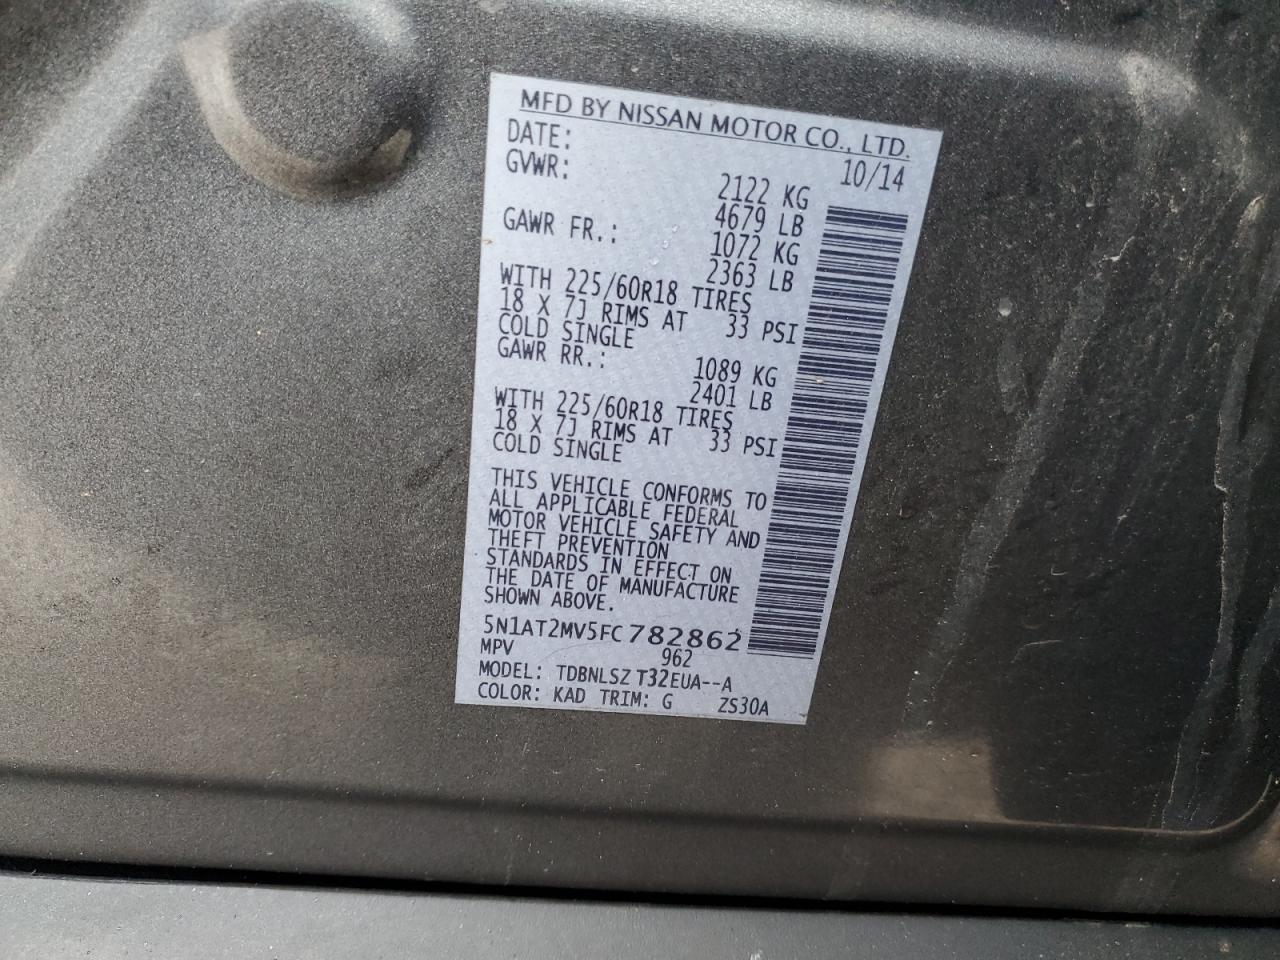 MFD BY NISSAN MOTOR CO., LTD.
DATE: 10/14
GVWR: 2122 KG
4679 LB
GAWR FR.: 1072 KG
2363 LB
WITH 225/60R18 TIRES
18 X 7J RIMS AT 33 PSI
COLD SINGLE
GAWR RR.: 1089 KG
2401 LB
WITH 225/60R18 TIRES
18 X 7J RIMS AT 33 PSI
COLD SINGLE
THIS VEHICLE CONFORMS TO
ALL APPLICABLE FEDERAL
MOTOR VEHICLE SAFETY AND
THEFT PREVENTION
STANDARDS IN EFFECT ON
THE DATE OF MANUFACTURE
SHOWN ABOVE.
5N1AT2MV5FC782862
MPV 962
MODEL: TDBNLSZ T32EUA--A
COLOR: KAD TRIM: G ZS30A